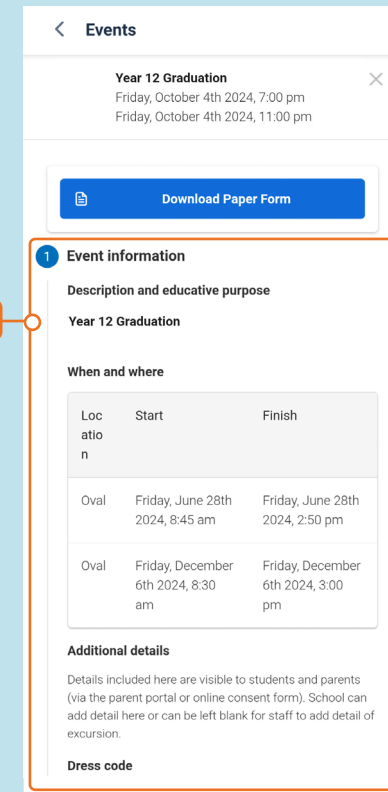 Events
Year 12 Graduation
Friday, October 4th 2024, 7:00 pm
Friday, October 4th 2024, 11:00 pm
Download Paper Form
1 Event information
Description and educative purpose
Year 12 Graduation
When and where
Loc
atio
n
Start
Finish
Oval
Friday, June 28th
2024, 8:45 am
Friday, June 28th
2024, 2:50 pm
Oval
Friday, December
6th 2024, 8:30
am
Friday, December
6th 2024, 3:00
pm
Additional details
Details included here are visible to students and parents
(via the parent portal or online consent form). School can
add detail here or can be left blank for staff to add detail of
excursion.
Dress code